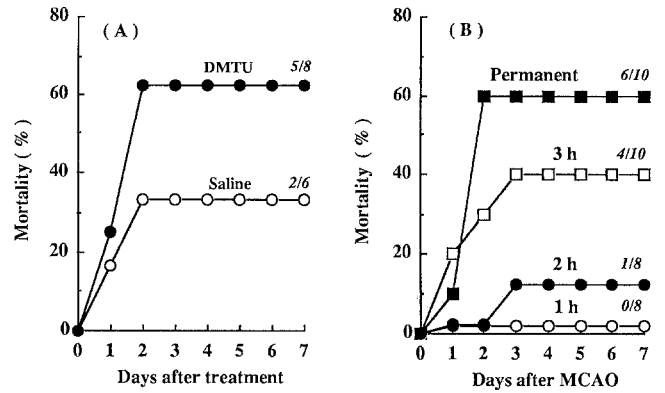 ( A )
80
60
40
20
0
Mortality ( % )
DMTU
5/8
Saline
2/6
0 1 2 3 4 5 6 7
Days after treatment
( B )
80
60
40
20
0
Mortality ( % )
Permanent
6/10
3 h
4/10
2 h
1/8
1 h
0/8
0 1 2 3 4 5 6 7
Days after MCAO